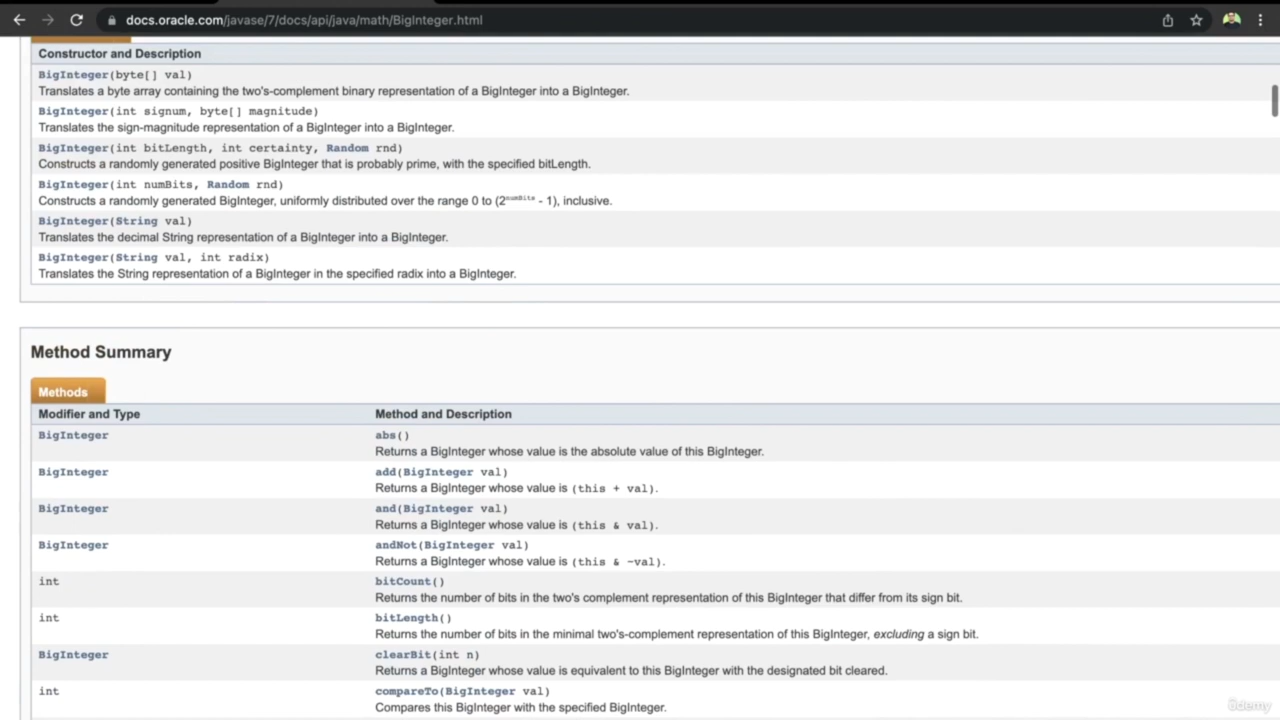 docs.oracle.com/javase/7/docs/api/java/math/BigInteger.html
Constructor and Description
BigInteger(byte[] val)
Translates a byte array containing the two's-complement binary representation of a BigInteger into a BigInteger.
BigInteger(int signum, byte[] magnitude)
Translates the sign-magnitude representation of a BigInteger into a BigInteger.
BigInteger(int bitLength, int certainty, Random rnd)
Constructs a randomly generated positive BigInteger that is probably prime, with the specified bitLength.
BigInteger(int numBits, Random rnd)
Constructs a randomly generated BigInteger, uniformly distributed over the range 0 to (2numBits - 1), inclusive.
BigInteger(String val)
Translates the decimal String representation of a BigInteger into a BigInteger.
BigInteger(String val, int radix)
Translates the String representation of a BigInteger in the specified radix into a BigInteger.
Method Summary
Methods
Modifier and Type Method and Description
BigInteger abs()
Returns a BigInteger whose value is the absolute value of this BigInteger.
BigInteger add(BigInteger val)
Returns a BigInteger whose value is (this + val).
BigInteger and(BigInteger val)
Returns a BigInteger whose value is (this & val).
BigInteger andNot(BigInteger val)
Returns a BigInteger whose value is (this & ~val).
int bitCount()
Returns the number of bits in the two's complement representation of this BigInteger that differ from its sign bit.
int bitLength()
Returns the number of bits in the minimal two's-complement representation of this BigInteger, excluding a sign bit.
BigInteger clearBit(int n)
Returns a BigInteger whose value is equivalent to this BigInteger with the designated bit cleared.
int compareTo(BigInteger val)
Compares this BigInteger with the specified BigInteger.
ûdemy